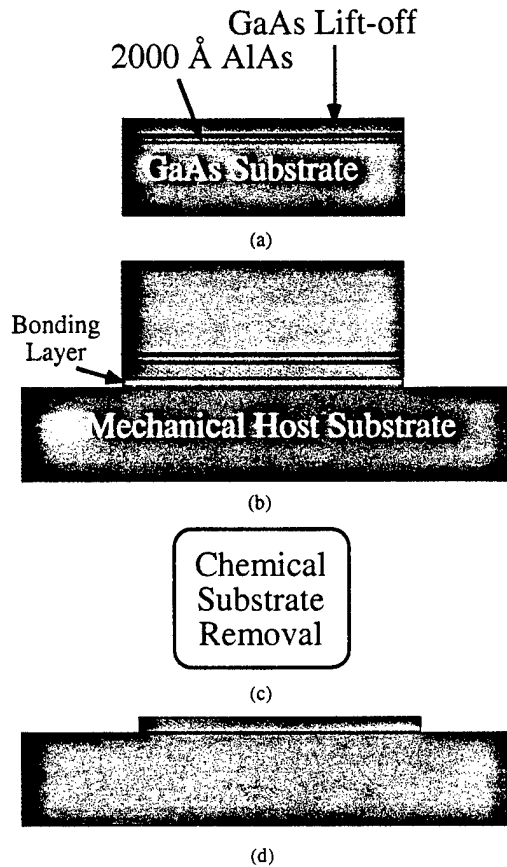 GaAs Lift-off
2000 Å AlAs
GaAs Substrate
(a)
Bonding
Layer
Mechanical Host Substrate
(b)
Chemical
Substrate
Removal
(c)
(d)